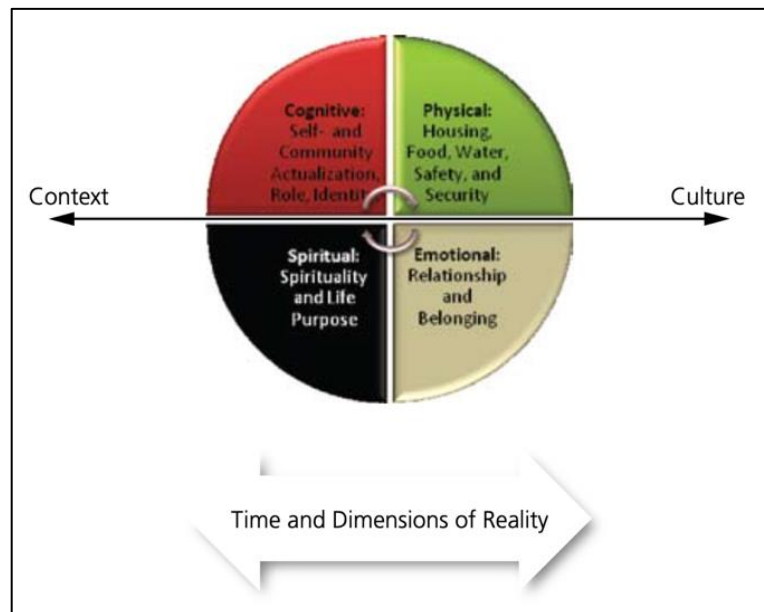 Cognitive:
Self- and
Community
Actualization,
Role, Identity
Physical:
Housing,
Food, Water,
Safety, and
Security
Context
Culture
Spiritual:
Spirituality
and Life
Purpose
Emotional:
Relationship
and
Belonging
Time and Dimensions of Reality